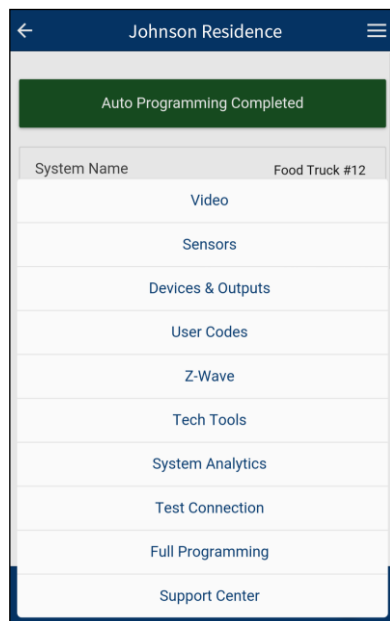 Johnson Residence
Auto Programming Completed
System Name Food Truck #12
Video
Sensors
Devices & Outputs
User Codes
Z-Wave
Tech Tools
System Analytics
Test Connection
Full Programming
Support Center